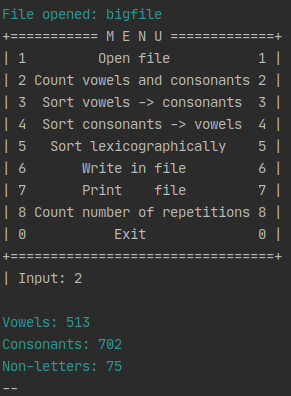 File opened: bigfile
+=========== M E N U =============+
| 1         Open file           1 |
| 2 Count vowels and consonants 2 |
| 3  Sort vowels -> consonants  3 |
| 4  Sort consonants -> vowels  4 |
| 5   Sort lexicographically    5 |
| 6       Write in file         6 |
| 7       Print    file         7 |
| 8 Count number of repetitions 8 |
| 0           Exit              0 |
+=================================+
| Input: 2

Vowels: 513
Consonants: 702
Non-letters: 75
--